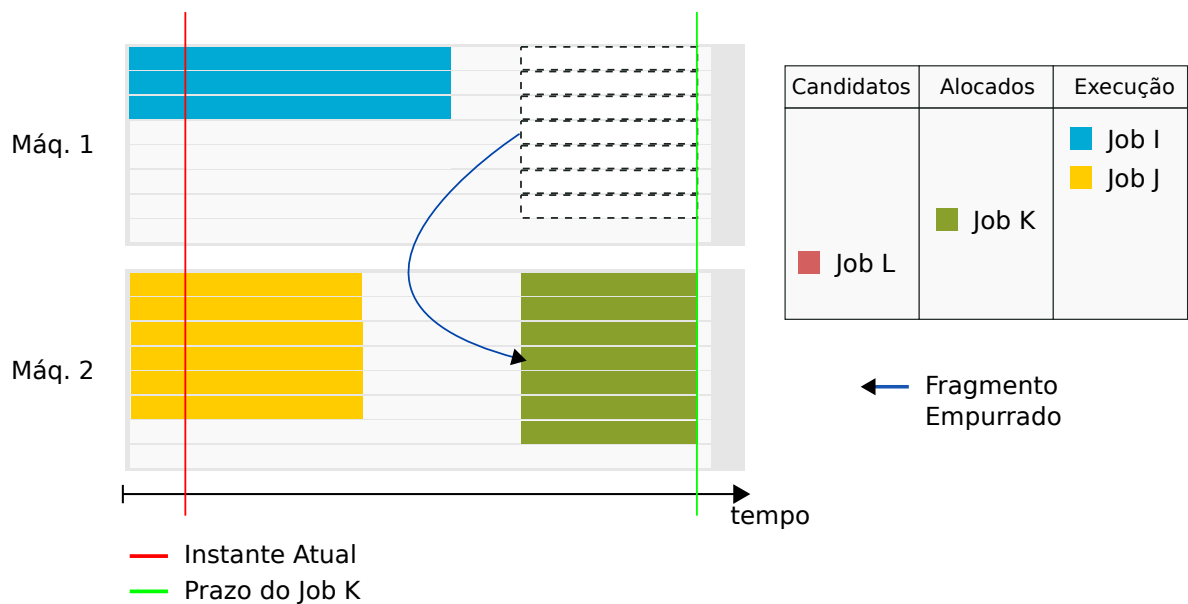 Máq. 1
Máq. 2
tempo
Instante Atual
Prazo do Job K
Candidatos Alocados Execução
Job I
Job J
Job K
Job L
Fragmento
Empurrado